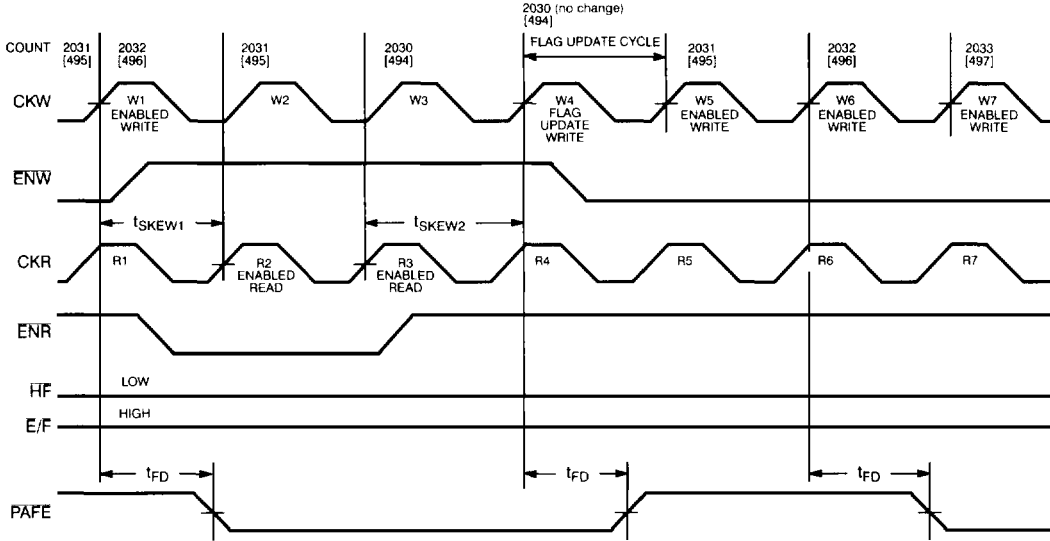 2030 (no change)
[494]
COUNT
2031
[495]
2032
[496]
2031
[495]
2030
[494]
FLAG UPDATE CYCLE
2031
[495]
2032
[496]
2033
[497]
CKW
W1
ENABLED
WRITE
W2
W3
W4
FLAG
UPDATE
WRITE
W5
ENABLED
WRITE
W6
ENABLED
WRITE
W7
ENABLED
WRITE
ENW
tSKEW1
tSKEW2
CKR
R1
R2
ENABLED
READ
R3
ENABLED
READ
R4
R5
R6
R7
ENR
HF
LOW
E/F
HIGH
tFD
tFD
tFD
PAFE